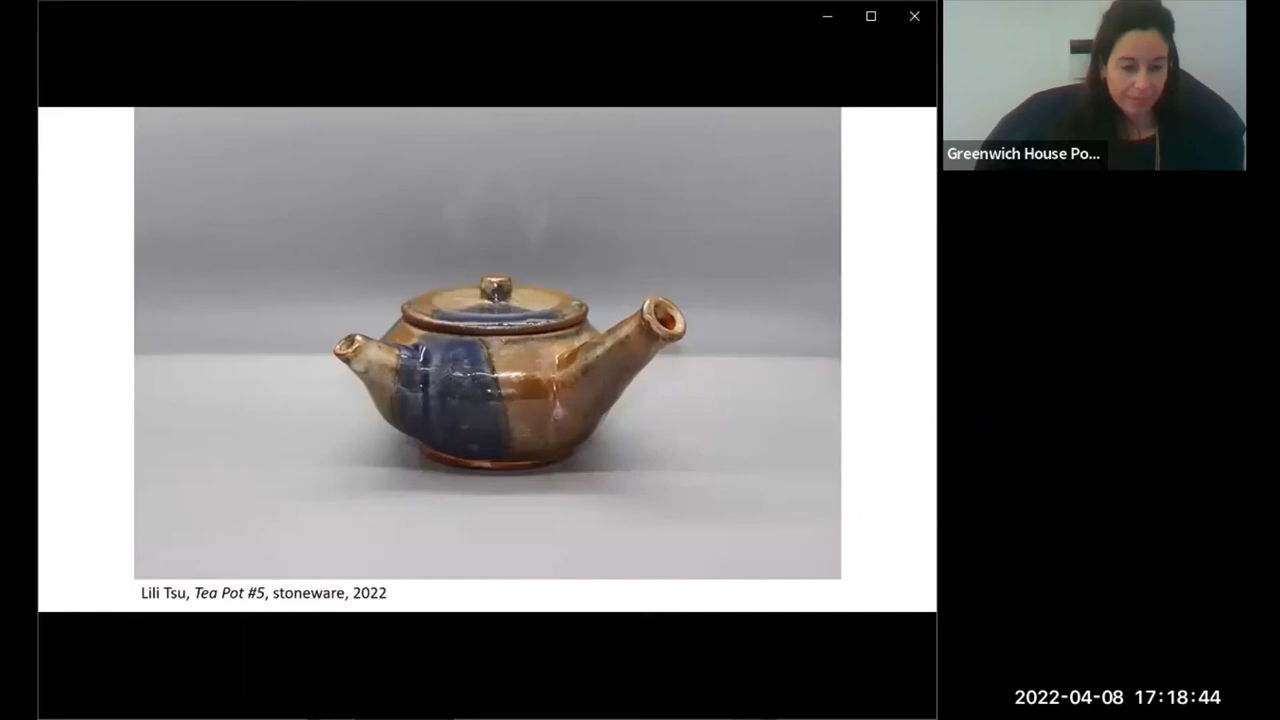 Greenwich House Po...
Lili Tsu, Tea Pot #5, stoneware, 2022
2022-04-08 17:18:44